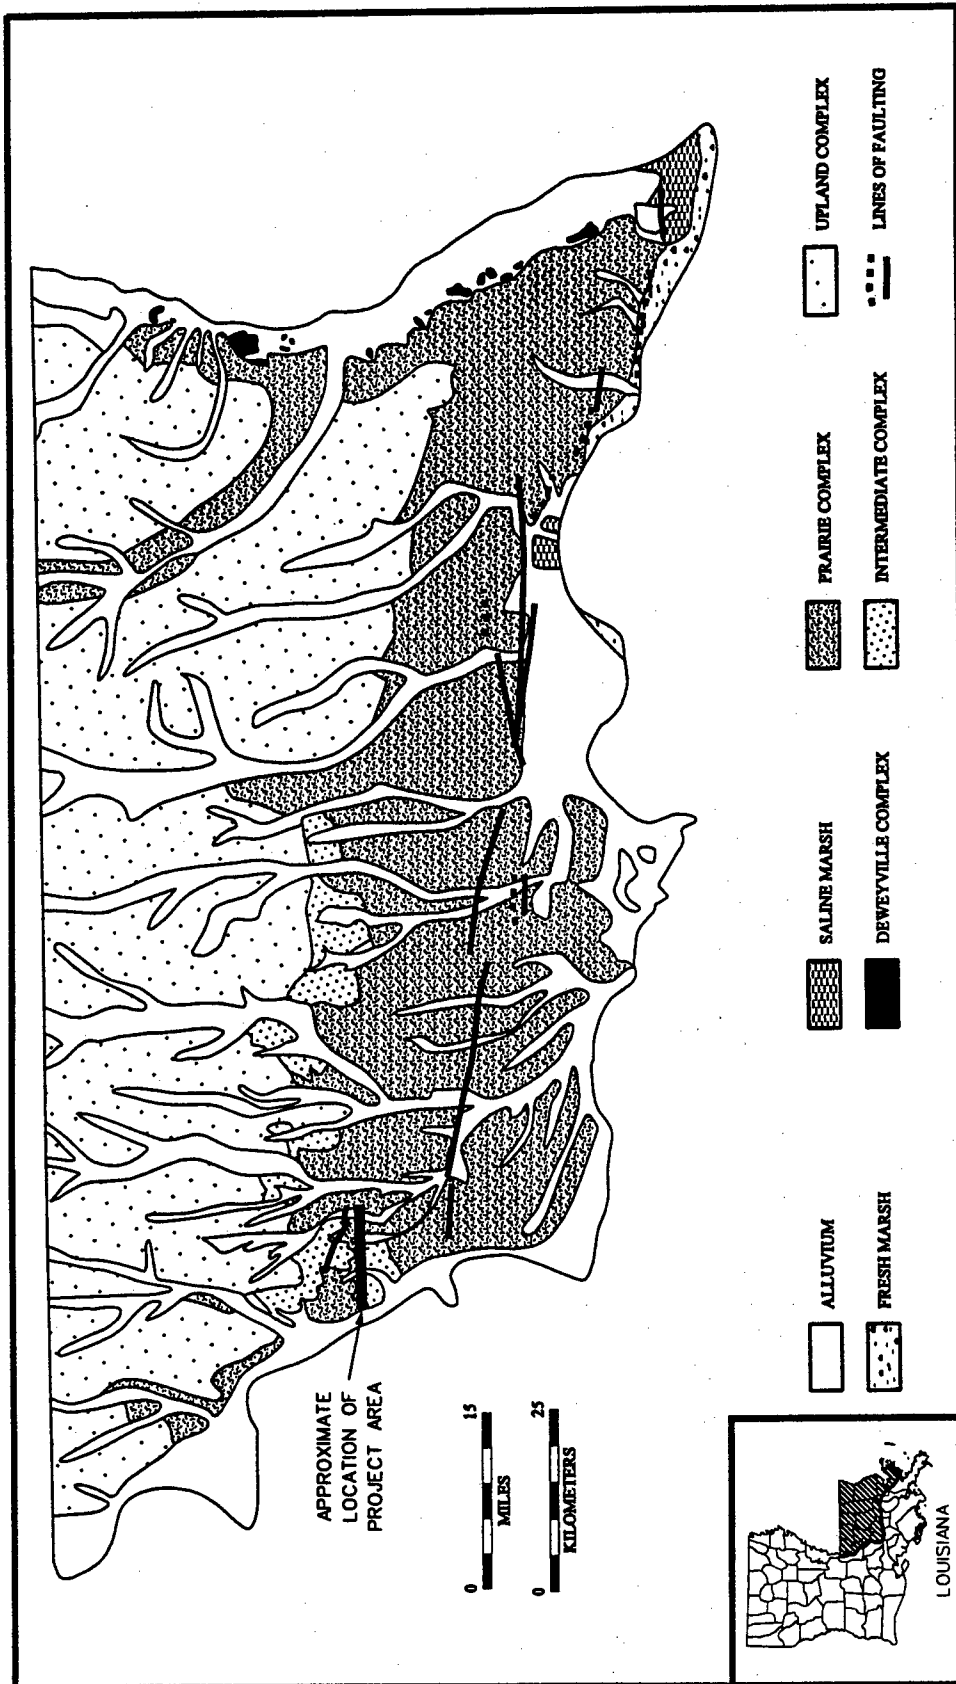 APPROXIMATE
LOCATION OF
PROJECT AREA
0 15
MILES
0 25
KILOMETERS
ALLUVIUM
SALINE MARSH
PRAIRIE COMPLEX
UPLAND COMPLEX
FRESH MARSH
DEWEYVILLE COMPLEX
INTERMEDIATE COMPLEX
LINES OF FAULTING
LOUISIANA